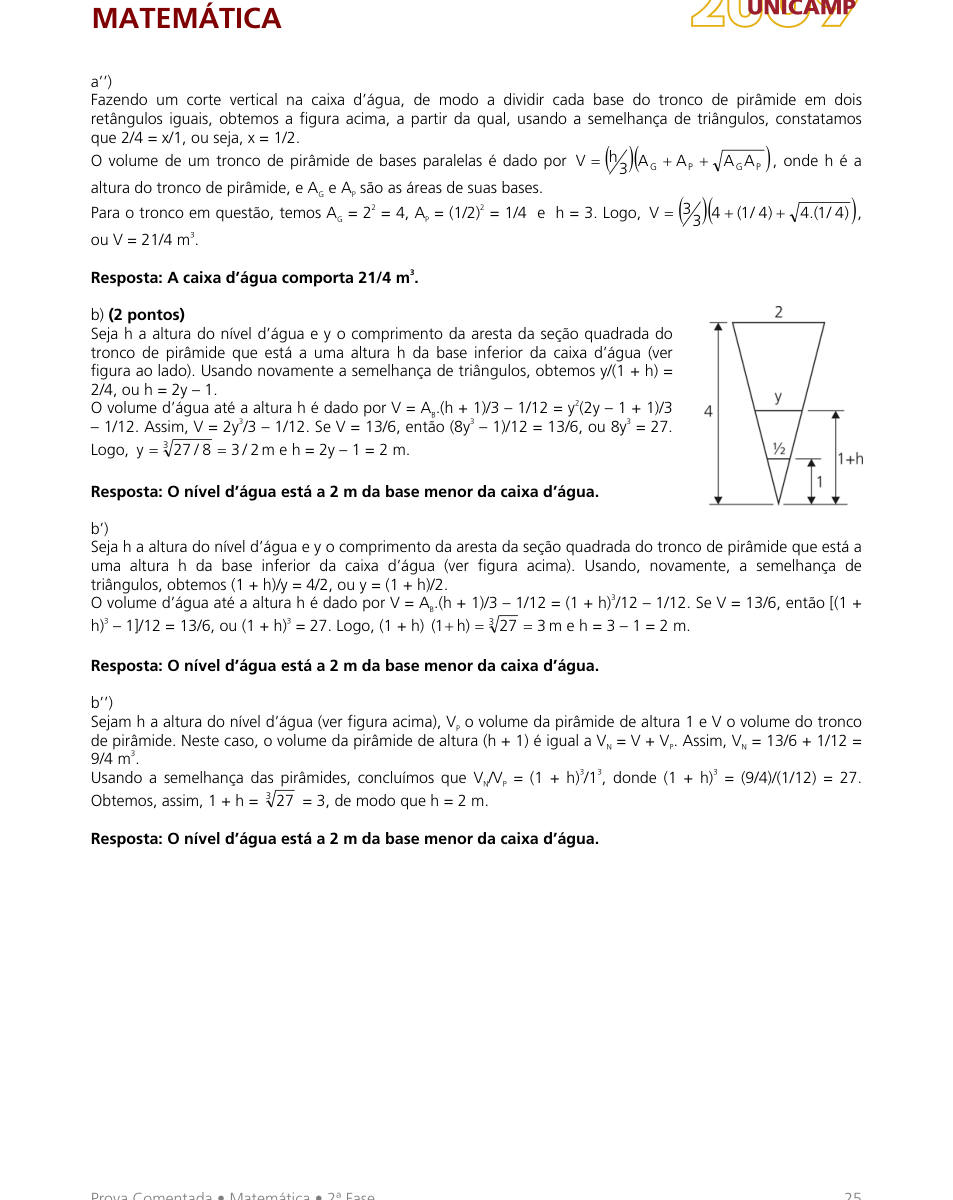 MATEMÁTICA
2009
UNICAMP
a'')
Fazendo um corte vertical na caixa d'água, de modo a dividir cada base do tronco de pirâmide em dois
retângulos iguais, obtemos a figura acima, a partir da qual, usando a semelhança de triângulos, constatamos
que 2/4 = x/1, ou seja, x = 1/2.
O volume de um tronco de pirâmide de bases paralelas é dado por V = (h/3)(A_G + A_P + √(A_G A_P)), onde h é a
altura do tronco de pirâmide, e A_G e A_P são as áreas de suas bases.
Para o tronco em questão, temos A_G = 2² = 4, A_P = (1/2)² = 1/4 e h = 3. Logo, V = (3/3)(4 + (1/4) + √(4.(1/4))),
ou V = 21/4 m³.
Resposta: A caixa d'água comporta 21/4 m³.
b) (2 pontos)
Seja h a altura do nível d'água e y o comprimento da aresta da seção quadrada do
tronco de pirâmide que está a uma altura h da base inferior da caixa d'água (ver
figura ao lado). Usando novamente a semelhança de triângulos, obtemos y/(1 + h) =
2/4, ou h = 2y – 1.
O volume d'água até a altura h é dado por V = A_B.(h + 1)/3 – 1/12 = y²(2y – 1 + 1)/3
– 1/12. Assim, V = 2y³/3 – 1/12. Se V = 13/6, então (8y³ – 1)/12 = 13/6, ou 8y³ = 27.
Logo, y = ∛(27/8) = 3/2 m e h = 2y – 1 = 2 m.
2
4
y
½
1
1+h
Resposta: O nível d'água está a 2 m da base menor da caixa d'água.
b')
Seja h a altura do nível d'água e y o comprimento da aresta da seção quadrada do tronco de pirâmide que está a
uma altura h da base inferior da caixa d'água (ver figura acima). Usando, novamente, a semelhança de
triângulos, obtemos (1 + h)/y = 4/2, ou y = (1 + h)/2.
O volume d'água até a altura h é dado por V = A_B.(h + 1)/3 – 1/12 = (1 + h)³/12 – 1/12. Se V = 13/6, então [(1 +
h)³ – 1]/12 = 13/6, ou (1 + h)³ = 27. Logo, (1 + h) (1 + h) = ∛27 = 3 m e h = 3 – 1 = 2 m.
Resposta: O nível d'água está a 2 m da base menor da caixa d'água.
b'')
Sejam h a altura do nível d'água (ver figura acima), V_P o volume da pirâmide de altura 1 e V o volume do tronco
de pirâmide. Neste caso, o volume da pirâmide de altura (h + 1) é igual a V_N = V + V_P. Assim, V_N = 13/6 + 1/12 =
9/4 m³.
Usando a semelhança das pirâmides, concluímos que V_N/V_P = (1 + h)³/1³, donde (1 + h)³ = (9/4)/(1/12) = 27.
Obtemos, assim, 1 + h = ∛27 = 3, de modo que h = 2 m.
Resposta: O nível d'água está a 2 m da base menor da caixa d'água.
Prova Comentada • Matemática • 2ª Fase
25